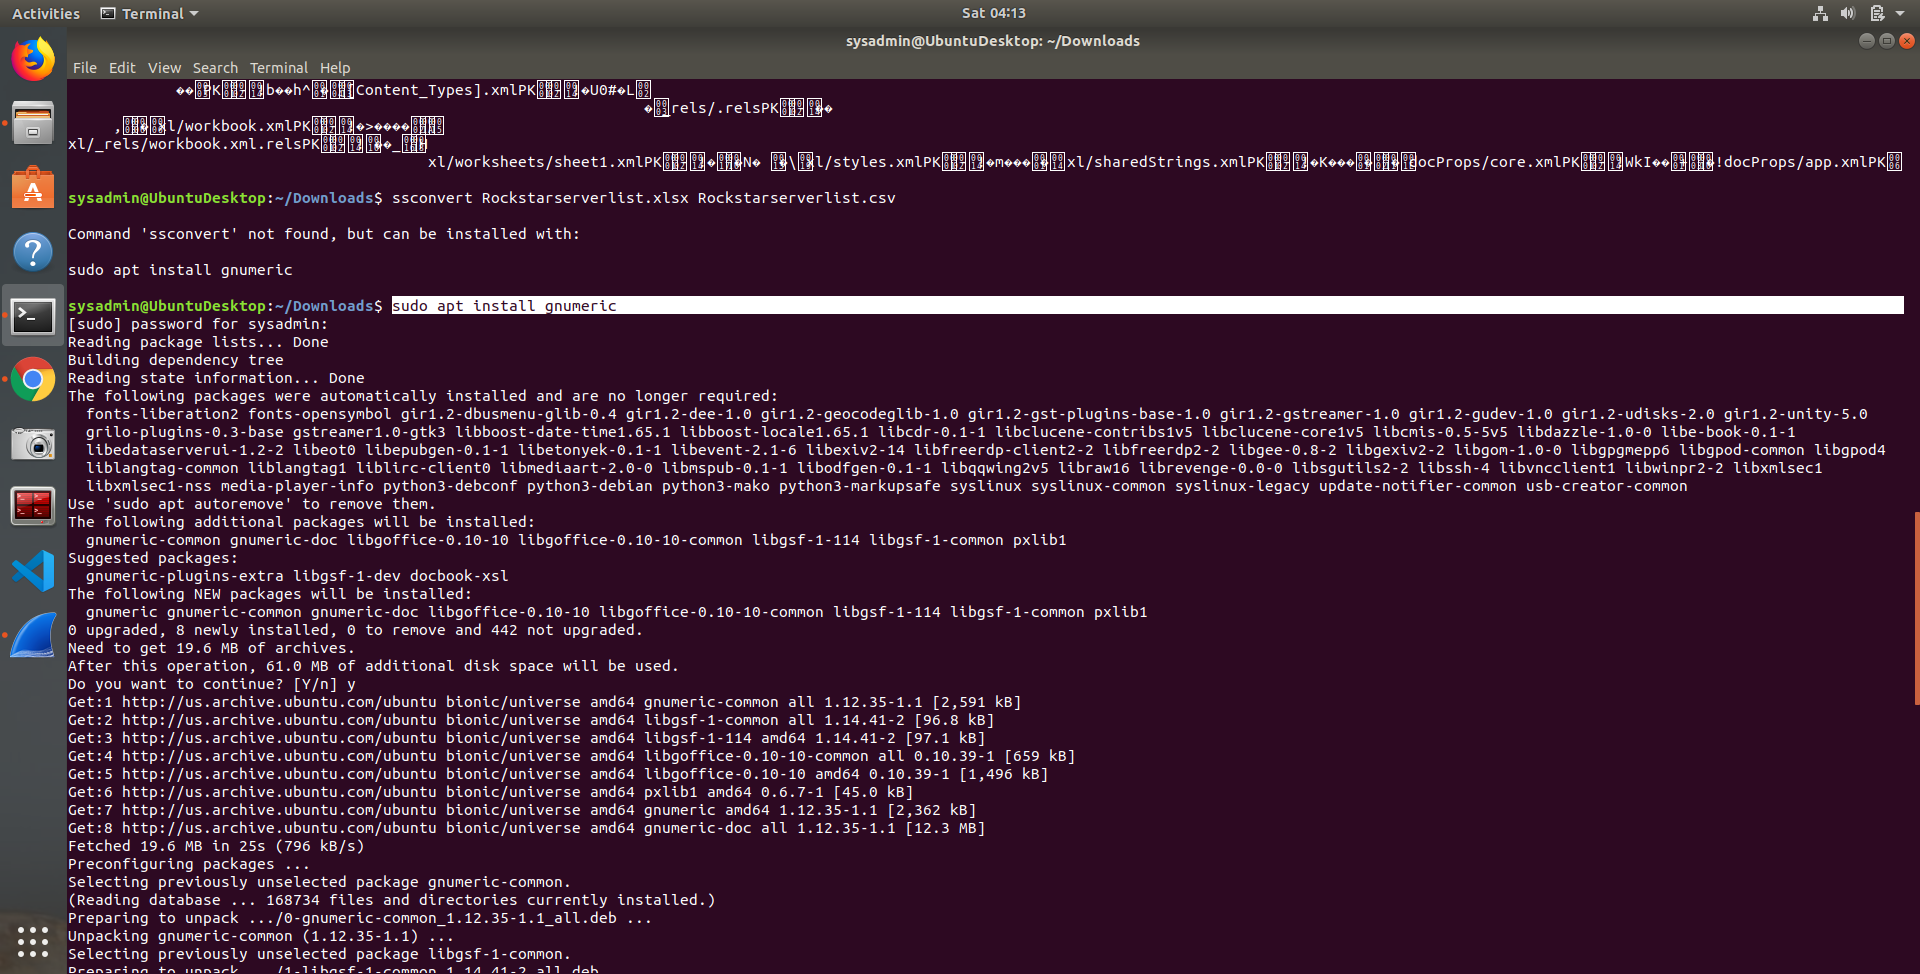 Activities Terminal Sat 04:13
sysadmin@UbuntuDesktop: ~/Downloads
File Edit View Search Terminal Help
PK b h^ [Content_Types].xmlPK U0# L
_rels/.relsPK
, xl/workbook.xmlPK >
xl/_rels/workbook.xml.relsPK _ H
xl/worksheets/sheet1.xmlPK N \ xl/styles.xmlPK m xl/sharedStrings.xmlPK K docProps/core.xmlPK WkI !docProps/app.xmlPK
sysadmin@UbuntuDesktop:~/Downloads$ ssconvert Rockstarserverlist.xlsx Rockstarserverlist.csv
Command 'ssconvert' not found, but can be installed with:
sudo apt install gnumeric
sysadmin@UbuntuDesktop:~/Downloads$ sudo apt install gnumeric
[sudo] password for sysadmin:
Reading package lists... Done
Building dependency tree
Reading state information... Done
The following packages were automatically installed and are no longer required:
fonts-liberation2 fonts-opensymbol gir1.2-dbusmenu-glib-0.4 gir1.2-dee-1.0 gir1.2-geocodeglib-1.0 gir1.2-gst-plugins-base-1.0 gir1.2-gstreamer-1.0 gir1.2-gudev-1.0 gir1.2-udisks-2.0 gir1.2-unity-5.0
grilo-plugins-0.3-base gstreamer1.0-gtk3 libboost-date-time1.65.1 libboost-locale1.65.1 libcdr-0.1-1 libclucene-contribs1v5 libclucene-core1v5 libcmis-0.5-5v5 libdazzle-1.0-0 libe-book-0.1-1
libedataserverui-1.2-2 libeot0 libepubgen-0.1-1 libetonyek-0.1-1 libevent-2.1-6 libexiv2-14 libfreerdp-client2-2 libfreerdp2-2 libgee-0.8-2 libgexiv2-2 libgom-1.0-0 libgpgmepp6 libgpod-common libgpod4
liblangtag-common liblangtag1 liblirc-client0 libmediaart-2.0-0 libmspub-0.1-1 libodfgen-0.1-1 libqqwing2v5 libraw16 librevenge-0.0-0 libsgutils2-2 libssh-4 libvncclient1 libwinpr2-2 libxmlsec1
libxmlsec1-nss media-player-info python3-debconf python3-debian python3-mako python3-markupsafe syslinux syslinux-common syslinux-legacy update-notifier-common usb-creator-common
Use 'sudo apt autoremove' to remove them.
The following additional packages will be installed:
gnumeric-common gnumeric-doc libgoffice-0.10-10 libgoffice-0.10-10-common libgsf-1-114 libgsf-1-common pxlib1
Suggested packages:
gnumeric-plugins-extra libgsf-1-dev docbook-xsl
The following NEW packages will be installed:
gnumeric gnumeric-common gnumeric-doc libgoffice-0.10-10 libgoffice-0.10-10-common libgsf-1-114 libgsf-1-common pxlib1
0 upgraded, 8 newly installed, 0 to remove and 442 not upgraded.
Need to get 19.6 MB of archives.
After this operation, 61.0 MB of additional disk space will be used.
Do you want to continue? [Y/n] y
Get:1 http://us.archive.ubuntu.com/ubuntu bionic/universe amd64 gnumeric-common all 1.12.35-1.1 [2,591 kB]
Get:2 http://us.archive.ubuntu.com/ubuntu bionic/universe amd64 libgsf-1-common all 1.14.41-2 [96.8 kB]
Get:3 http://us.archive.ubuntu.com/ubuntu bionic/universe amd64 libgsf-1-114 amd64 1.14.41-2 [97.1 kB]
Get:4 http://us.archive.ubuntu.com/ubuntu bionic/universe amd64 libgoffice-0.10-10-common all 0.10.39-1 [659 kB]
Get:5 http://us.archive.ubuntu.com/ubuntu bionic/universe amd64 libgoffice-0.10-10 amd64 0.10.39-1 [1,496 kB]
Get:6 http://us.archive.ubuntu.com/ubuntu bionic/universe amd64 pxlib1 amd64 0.6.7-1 [45.0 kB]
Get:7 http://us.archive.ubuntu.com/ubuntu bionic/universe amd64 gnumeric amd64 1.12.35-1.1 [2,362 kB]
Get:8 http://us.archive.ubuntu.com/ubuntu bionic/universe amd64 gnumeric-doc all 1.12.35-1.1 [12.3 MB]
Fetched 19.6 MB in 25s (796 kB/s)
Preconfiguring packages ...
Selecting previously unselected package gnumeric-common.
(Reading database ... 168734 files and directories currently installed.)
Preparing to unpack .../0-gnumeric-common_1.12.35-1.1_all.deb ...
Unpacking gnumeric-common (1.12.35-1.1) ...
Selecting previously unselected package libgsf-1-common.
Preparing to unpack .../1-libgsf-1-common_1.14.41-2_all.deb